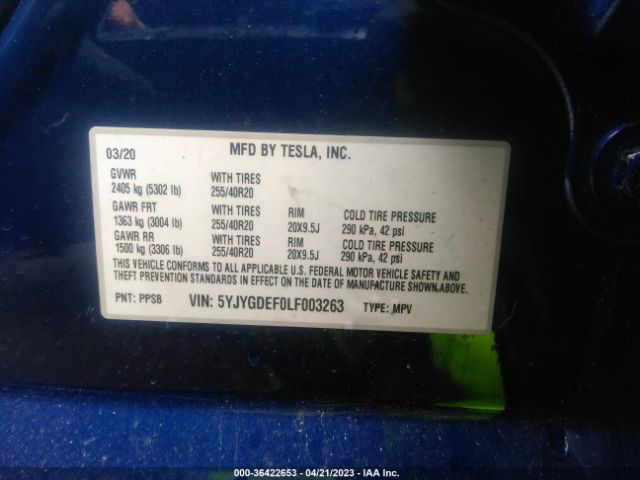 03/20 MFD BY TESLA, INC.
GVWR WITH TIRES
2405 kg (5302 lb) 255/40R20
GAWR FRT WITH TIRES RIM COLD TIRE PRESSURE
1363 kg (3004 lb) 255/40R20 20X9.5J 290 kPa, 42 psi
GAWR RR WITH TIRES RIM COLD TIRE PRESSURE
1500 kg (3306 lb) 255/40R20 20X9.5J 290 kPa, 42 psi
THIS VEHICLE CONFORMS TO ALL APPLICABLE U.S. FEDERAL MOTOR VEHICLE SAFETY AND
THEFT PREVENTION STANDARDS IN EFFECT ON THE DATE OF MANUFACTURE SHOWN ABOVE.
PNT: PPSB VIN: 5YJYGDEF0LF003263 TYPE: MPV
000-36422653 - 04/21/2023 - IAA Inc.